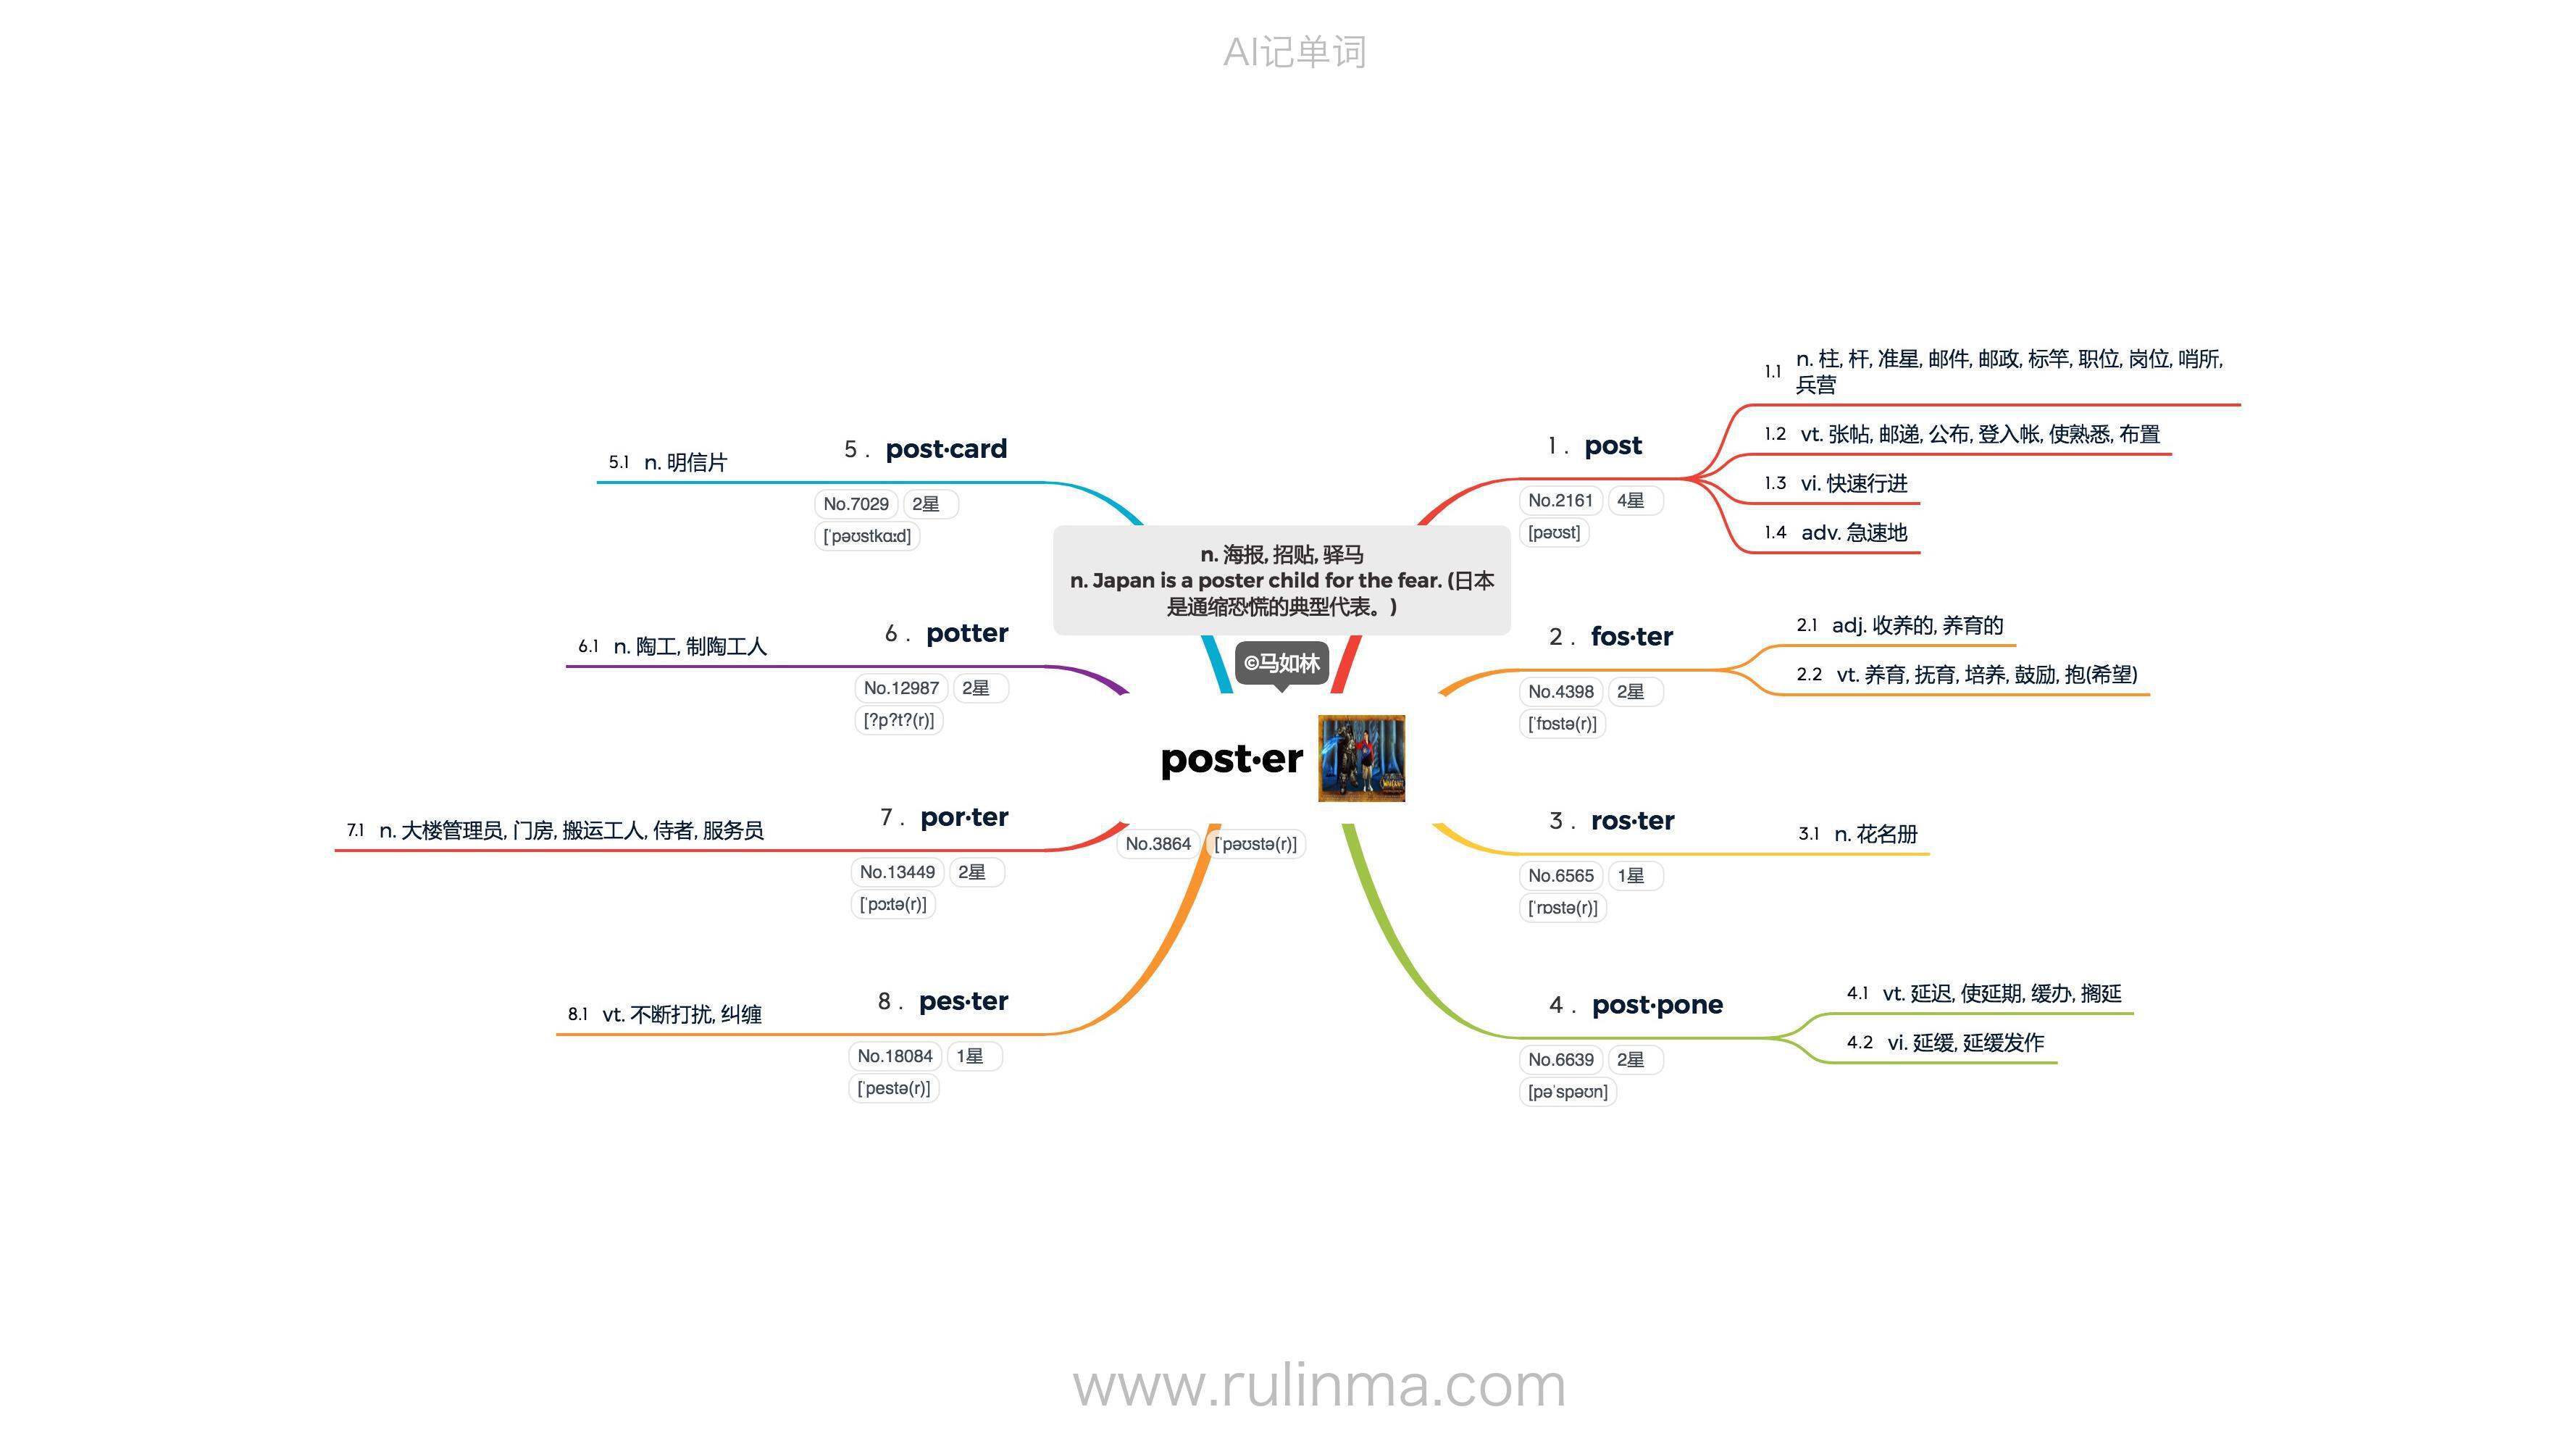 AI记单词
n. 海报, 招贴, 驿马
n. Japan is a poster child for the fear. (日本
是通缩恐慌的典型代表。)
©马如林
post·er
No.3864 [ˈpəʊstə(r)]
1 . post
No.2161 4星
[pəʊst]
1.1 n. 柱, 杆, 准星, 邮件, 邮政, 标竿, 职位, 岗位, 哨所,
兵营
1.2 vt. 张帖, 邮递, 公布, 登入帐, 使熟悉, 布置
1.3 vi. 快速行进
1.4 adv. 急速地
2 . fos·ter
No.4398 2星
[ˈfɒstə(r)]
2.1 adj. 收养的, 养育的
2.2 vt. 养育, 抚育, 培养, 鼓励, 抱(希望)
3 . ros·ter
No.6565 1星
[ˈrɒstə(r)]
3.1 n. 花名册
4 . post·pone
No.6639 2星
[pəˈspəʊn]
4.1 vt. 延迟, 使延期, 缓办, 搁延
4.2 vi. 延缓, 延缓发作
5 . post·card
No.7029 2星
[ˈpəʊstkɑːd]
5.1 n. 明信片
6 . potter
No.12987 2星
[?p?t?(r)]
6.1 n. 陶工, 制陶工人
7 . por·ter
No.13449 2星
[ˈpɔːtə(r)]
7.1 n. 大楼管理员, 门房, 搬运工人, 侍者, 服务员
8 . pes·ter
No.18084 1星
[ˈpestə(r)]
8.1 vt. 不断打扰, 纠缠
www.rulinma.com